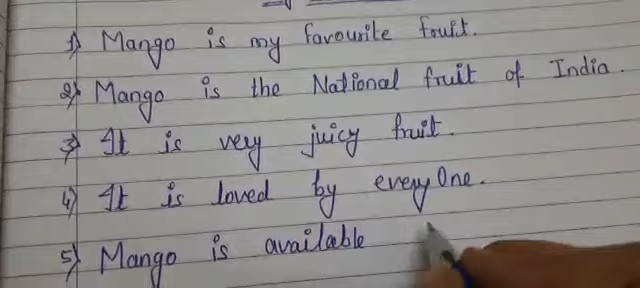 1) Mango is my favourite fruit.
2) Mango is the National fruit of India.
3) It is very juicy fruit.
4) It is loved by everyOne.
5) Mango is available